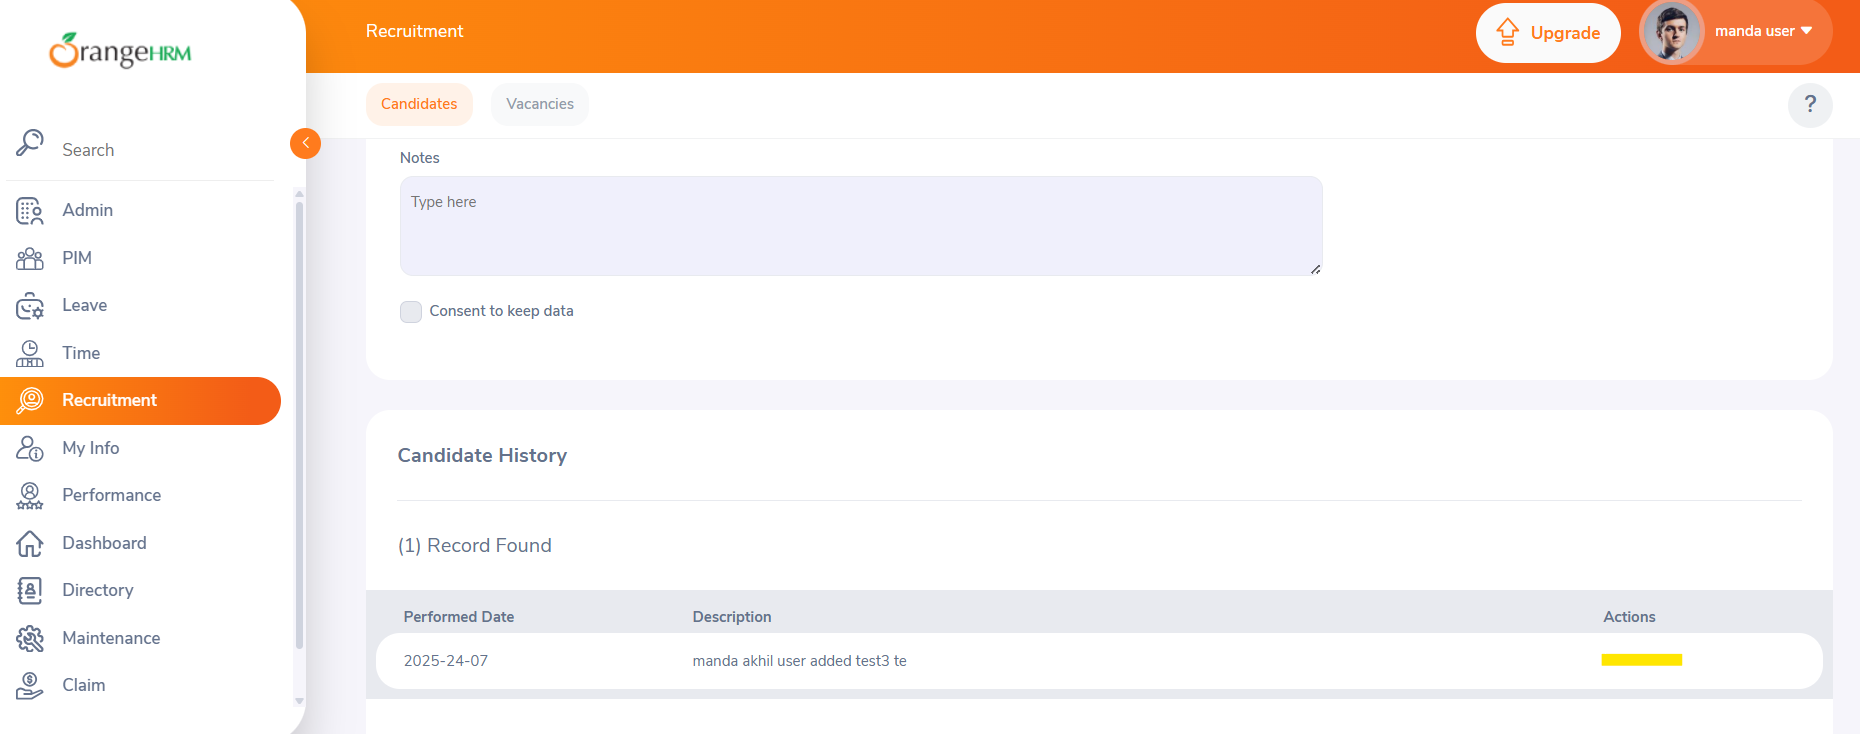 OrangeHRM
Recruitment
Upgrade
manda user
Candidates
Vacancies
?
Search
Admin
PIM
Leave
Time
Recruitment
My Info
Performance
Dashboard
Directory
Maintenance
Claim
Notes
Type here
Consent to keep data
Candidate History
(1) Record Found
Performed Date Description Actions
2025-24-07 manda akhil user added test3 te